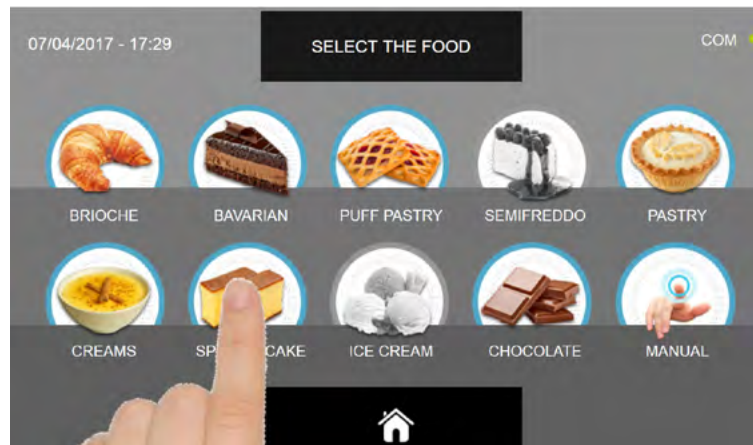 07/04/2017 - 17:29
SELECT THE FOOD
COM
BRIOCHE
BAVARIAN
PUFF PASTRY
SEMIFREDDO
PASTRY
CREAMS
CAKE
ICE CREAM
CHOCOLATE
MANUAL